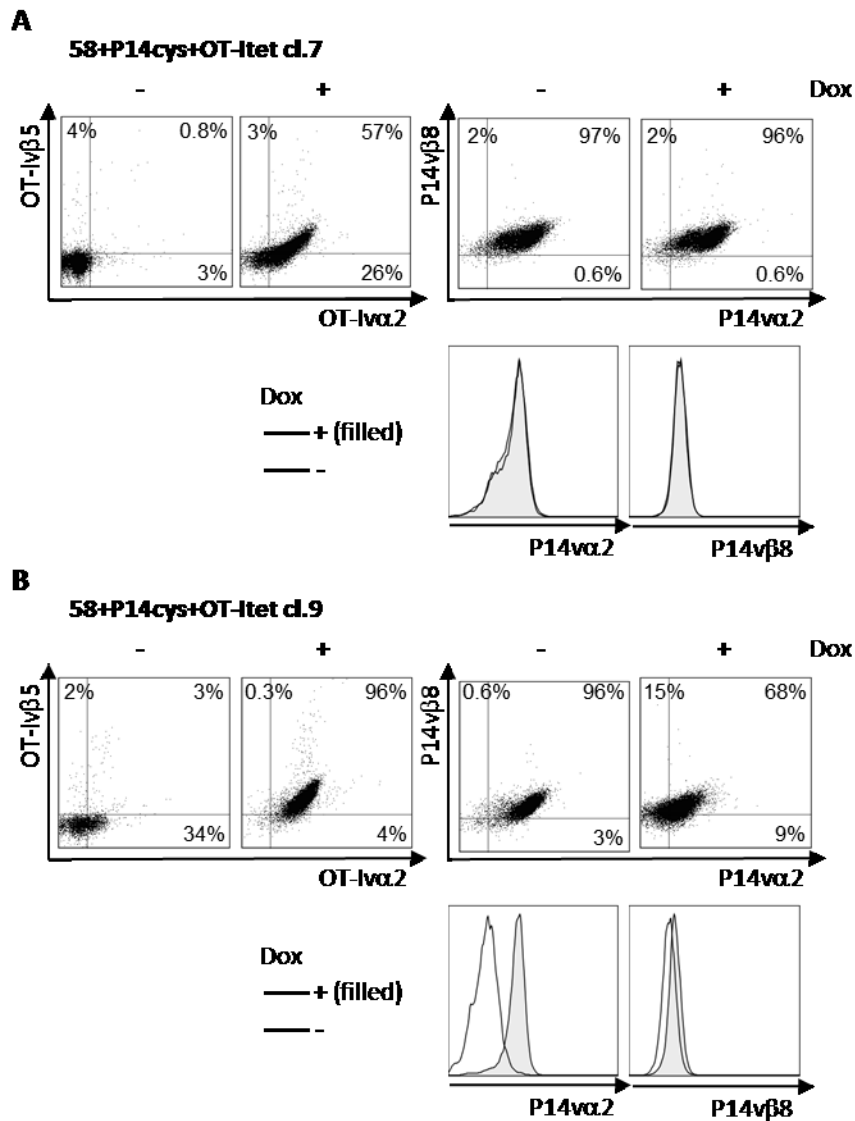 A
58+P14cys+OT-Itet cl.7
- + - + Dox
OT-Ivβ5
4% 0.8%
3%
3% 57%
26%
OT-Ivα2
P14vβ8
2% 97%
0.6%
2% 96%
0.6%
P14vα2
Dox
+ (filled)
-
P14vα2 P14vβ8
B
58+P14cys+OT-Itet cl.9
- + - + Dox
OT-Ivβ5
2% 3%
34%
0.3% 96%
4%
OT-Ivα2
P14vβ8
0.6% 96%
3%
15% 68%
9%
P14vα2
Dox
+ (filled)
-
P14vα2 P14vβ8